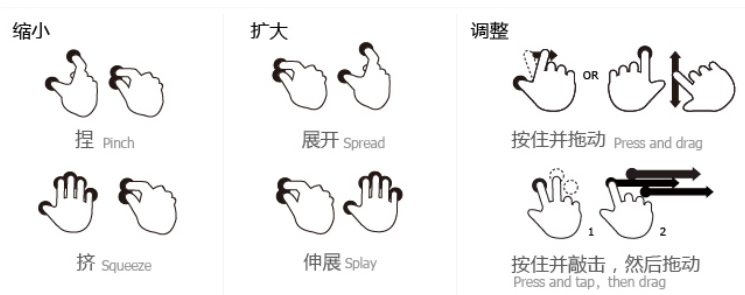 缩小
捏 Pinch
挤 Squeeze
扩大
展开 Spread
伸展 Splay
调整
OR
按住并拖动 Press and drag
1 2
按住并敲击，然后拖动
Press and tap, then drag